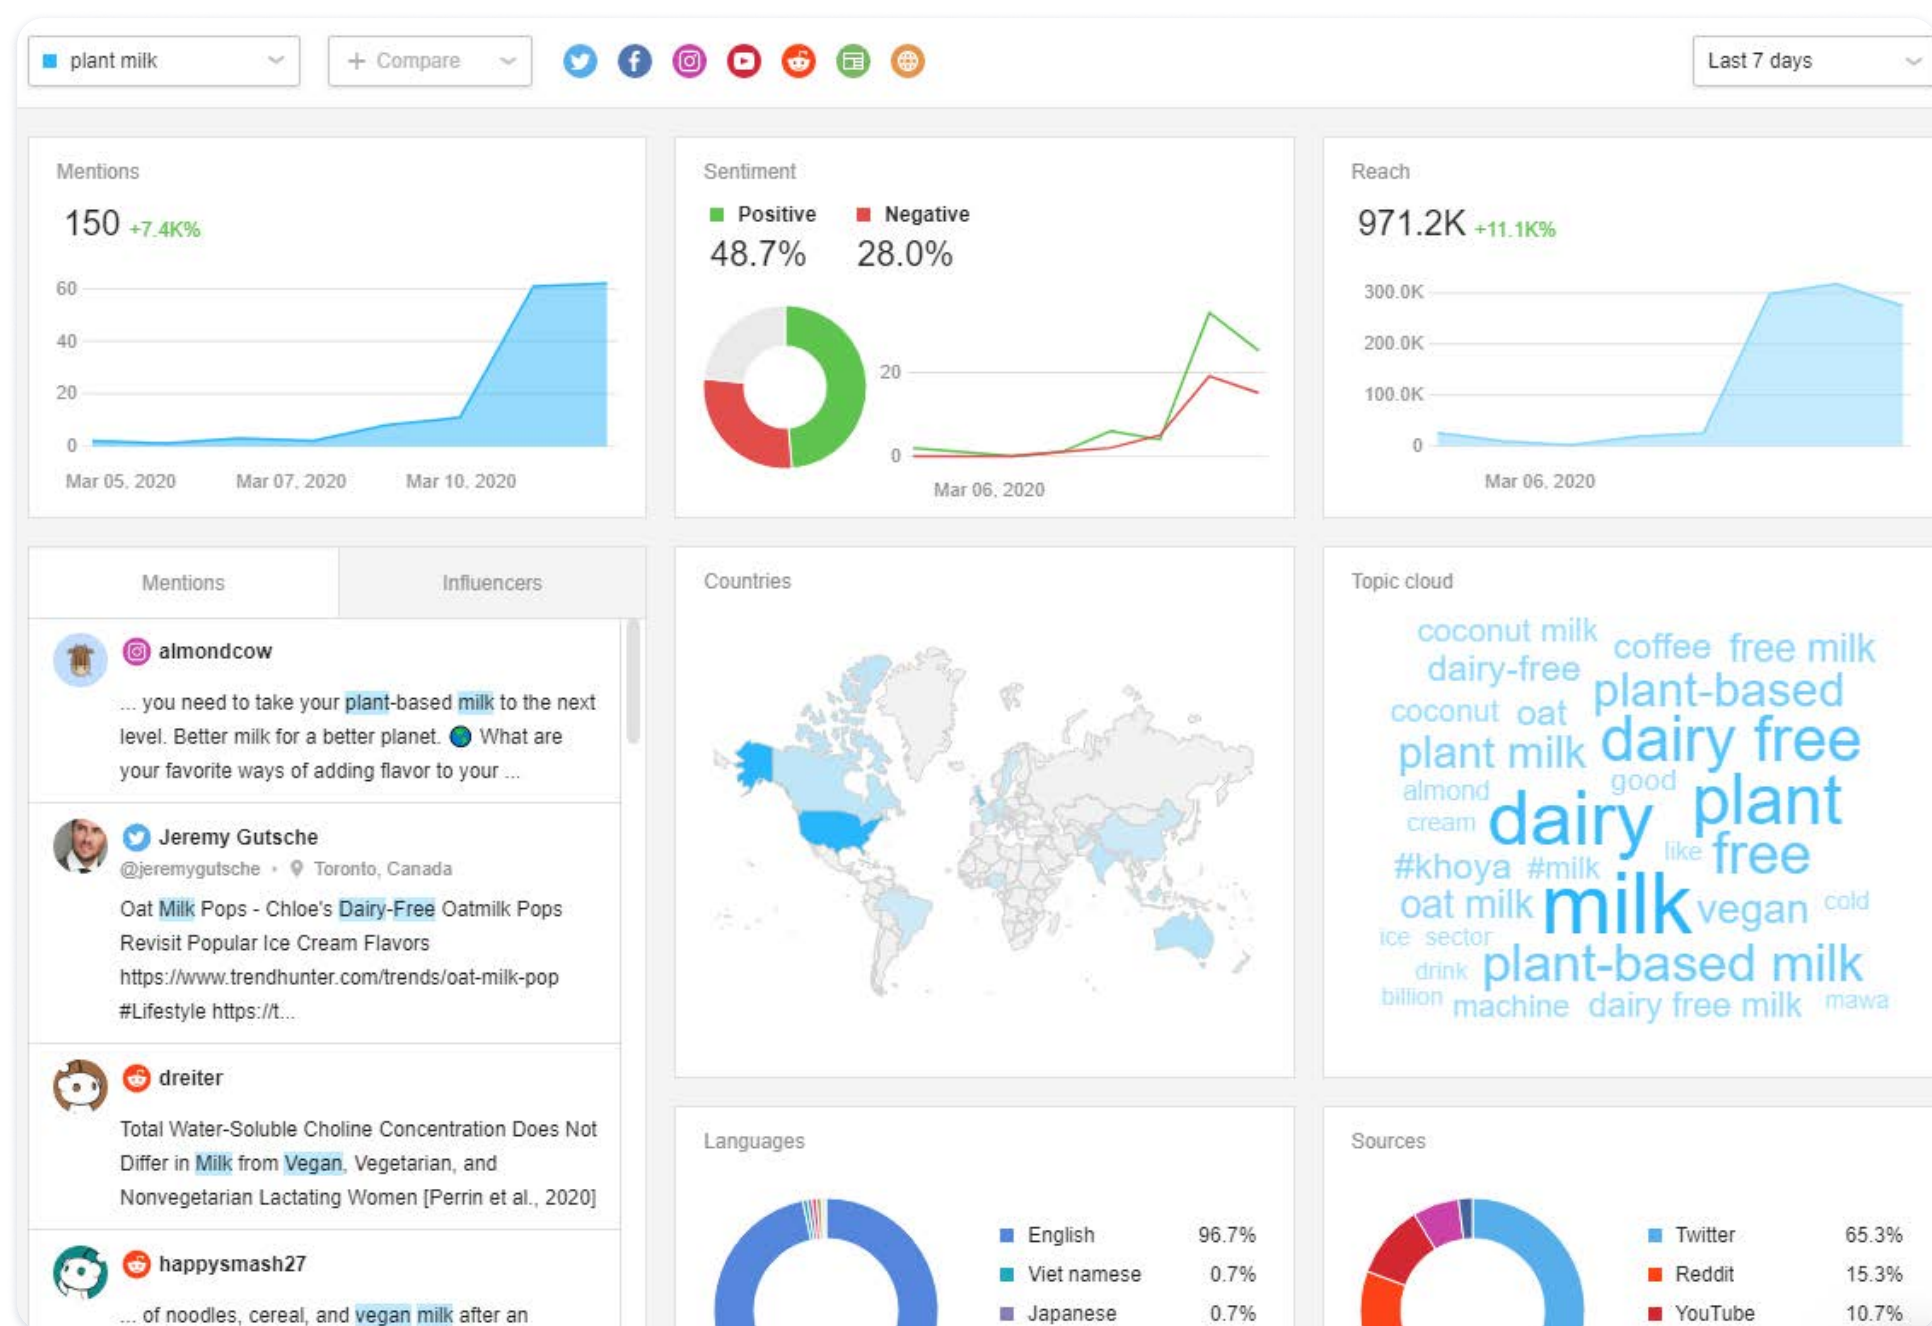 plant milk
+ Compare
Last 7 days
Mentions
150 +7.4K%
60
40
20
0
Mar 05, 2020 Mar 07, 2020 Mar 10, 2020
Sentiment
Positive Negative
48.7% 28.0%
20
0
Mar 06, 2020
Reach
971.2K +11.1K%
300.0K
200.0K
100.0K
0
Mar 06, 2020
Mentions Influencers
almondcow
... you need to take your plant-based milk to the next
level. Better milk for a better planet. 🌎 What are
your favorite ways of adding flavor to your ...
Jeremy Gutsche
@jeremygutsche • Toronto, Canada
Oat Milk Pops - Chloe's Dairy-Free Oatmilk Pops
Revisit Popular Ice Cream Flavors
https://www.trendhunter.com/trends/oat-milk-pop
#Lifestyle https://t...
dreiter
Total Water-Soluble Choline Concentration Does Not
Differ in Milk from Vegan, Vegetarian, and
Nonvegetarian Lactating Women [Perrin et al., 2020]
happysmash27
... of noodles, cereal, and vegan milk after an
Countries
Topic cloud
coconut milk coffee free milk
dairy-free plant-based
coconut oat dairy free
plant milk good
almond dairy plant
cream like free
#khoya #milk
oat milk milk vegan cold
ice sector
drink plant-based milk
billion machine dairy free milk mawa
Languages
English 96.7%
Viet namese 0.7%
Japanese 0.7%
Sources
Twitter 65.3%
Reddit 15.3%
YouTube 10.7%